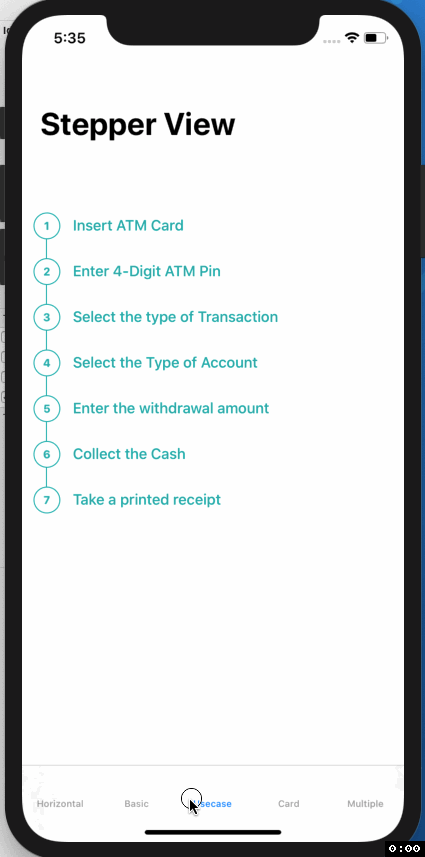 5:35
Stepper View
1 Insert ATM Card
2 Enter 4-Digit ATM Pin
3 Select the type of Transaction
4 Select the Type of Account
5 Enter the withdrawal amount
6 Collect the Cash
7 Take a printed receipt
Horizontal Basic Card Multiple
0:00